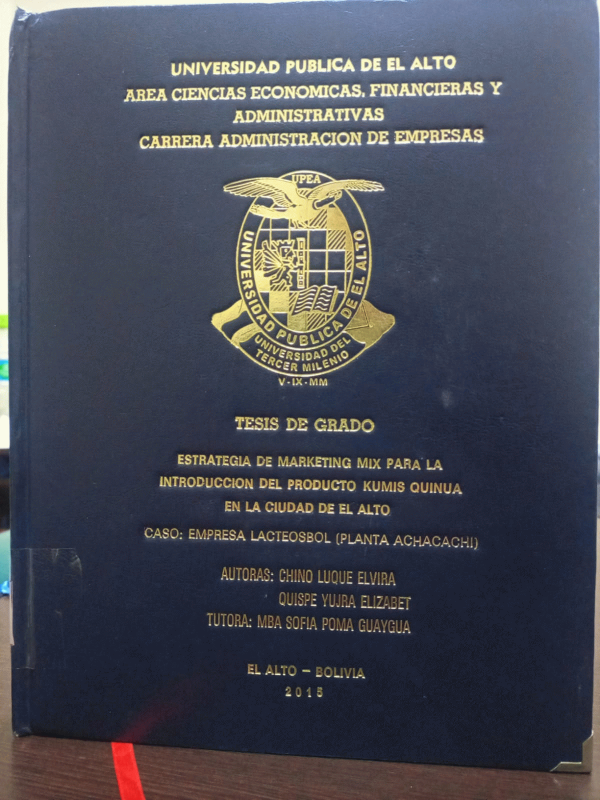 UNIVERSIDAD PUBLICA DE EL ALTO
AREA CIENCIAS ECONOMICAS, FINANCIERAS Y
ADMINISTRATIVAS
CARRERA ADMINISTRACION DE EMPRESAS
UPEA
UNIVERSIDAD PUBLICA DE EL ALTO
UNIVERSIDAD DEL
TERCER MILENIO
V-IX-MM
TESIS DE GRADO
ESTRATEGIA DE MARKETING MIX PARA LA
INTRODUCCION DEL PRODUCTO KUMIS QUINUA
EN LA CIUDAD DE EL ALTO
CASO: EMPRESA LACTEOSBOL (PLANTA ACHACACHI)
AUTORAS: CHINO LUQUE ELVIRA
QUISPE YUJRA ELIZABET
TUTORA: MBA SOFIA POMA GUAYGUA
EL ALTO – BOLIVIA
2015